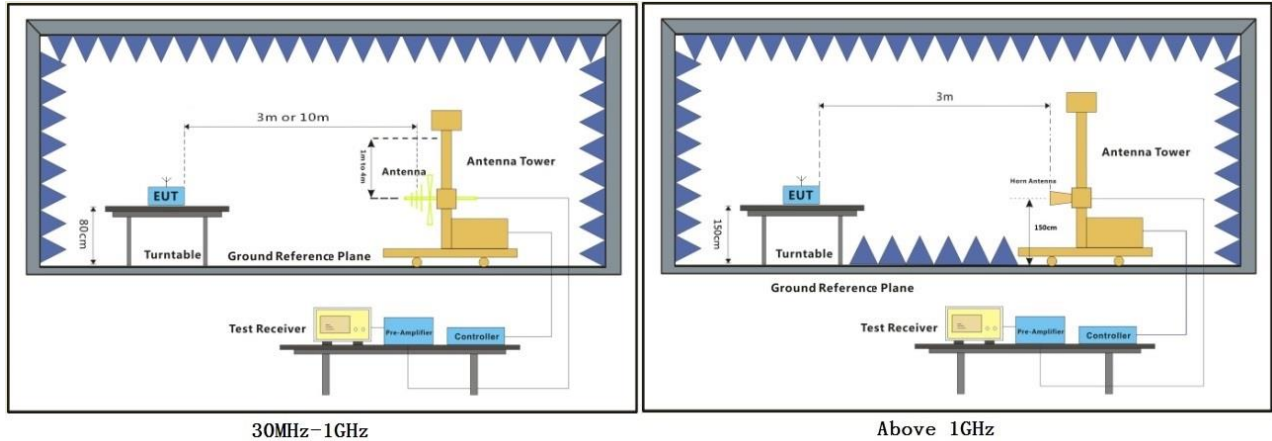 3m or 10m
1m to 4m
Antenna
Antenna Tower
EUT
80cm
Turntable
Ground Reference Plane
Test Receiver
Pre-Amplifier
Controller
30MHz-1GHz
3m
Antenna Tower
Horn Antenna
EUT
150cm
150cm
Turntable
Ground Reference Plane
Test Receiver
Pre-Amplifier
Controller
Above 1GHz